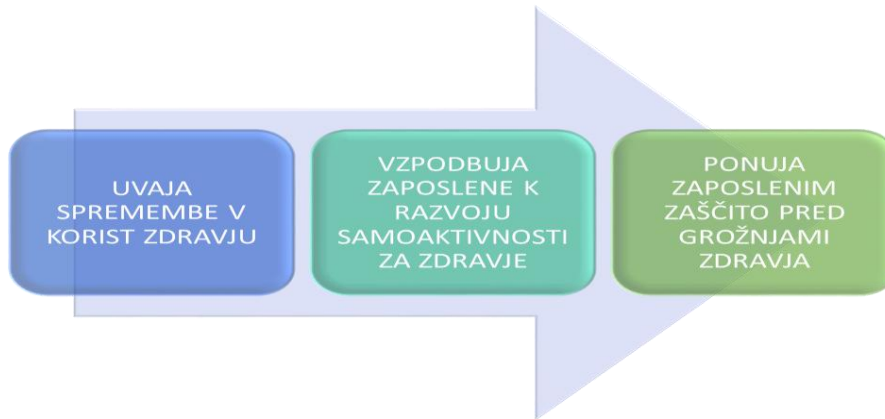 UVAJA
SPREMEMBE V
KORIST ZDRAVJU
VZPODBUJA
ZAPOSLENE K
RAZVOJU
SAMOAKTIVNOSTI
ZA ZDRAVJE
PONUJA
ZAPOSLENIM
ZAŠČITO PRED
GROŽNJAMI
ZDRAVJA